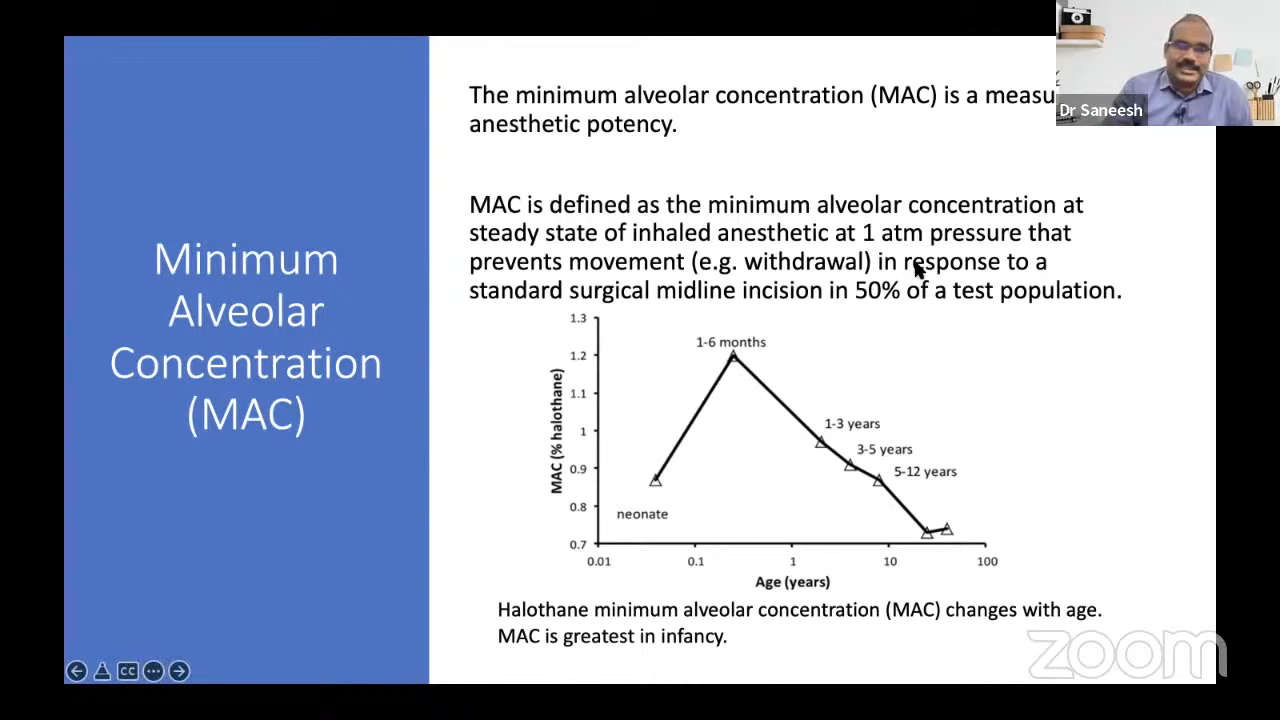 The minimum alveolar concentration (MAC) is a
anesthetic potency.
Dr Saneesh
MAC is defined as the minimum alveolar concentration at
steady state of inhaled anesthetic at 1 atm pressure that
prevents movement (e.g. withdrawal) in response to a
standard surgical midline incision in 50% of a test population.
Minimum
Alveolar
Concentration
(MAC)
1.3
1.2
1.1
1
0.9
0.8
0.7
MAC (% halothane)
1-6 months
1-3 years
3-5 years
5-12 years
neonate
0.01
0.1
1
10
100
Age (years)
Halothane minimum alveolar concentration (MAC) changes with age.
MAC is greatest in infancy.
CC
zoom